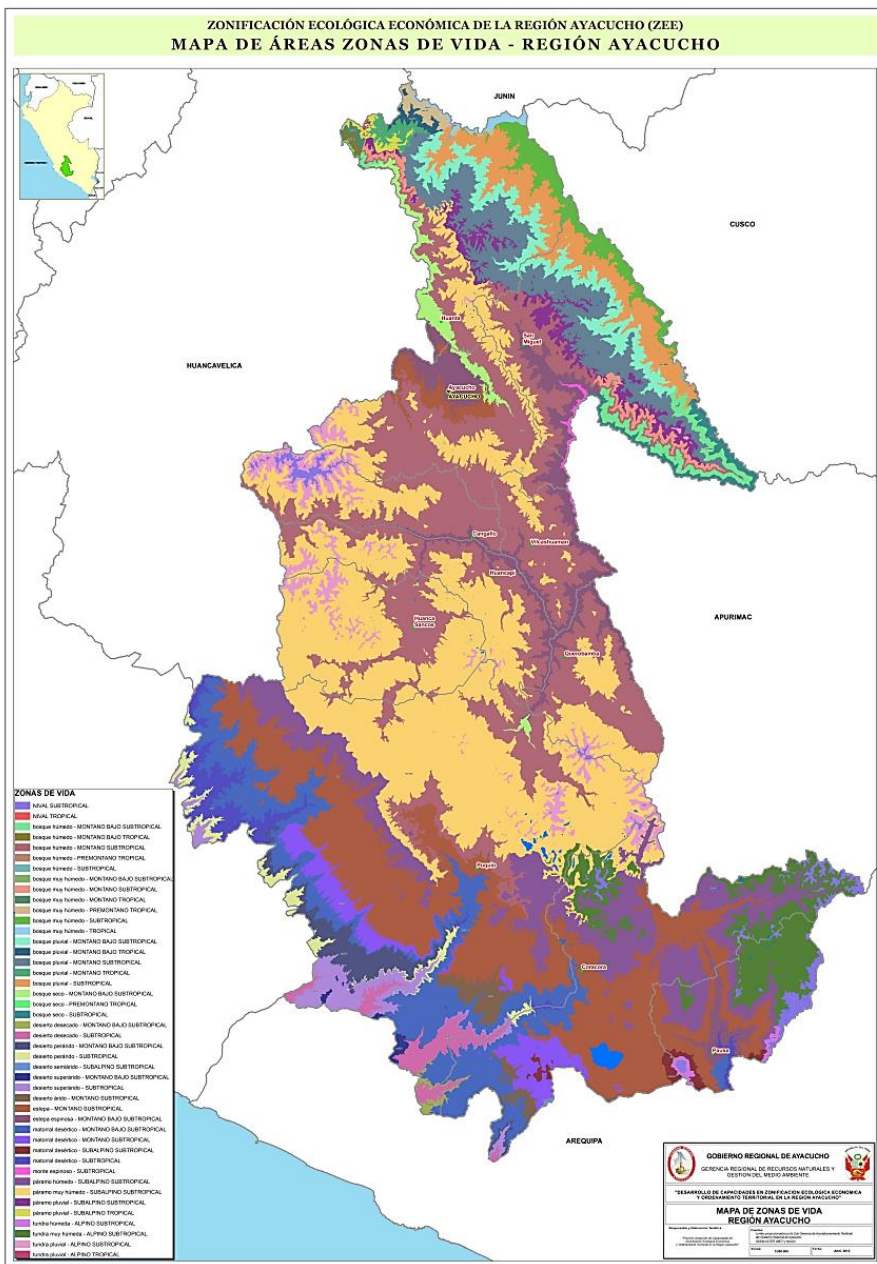 ZONIFICACIÓN ECOLÓGICA ECONÓMICA DE LA REGIÓN AYACUCHO (ZEE)
MAPA DE ÁREAS ZONAS DE VIDA - REGIÓN AYACUCHO
JUNIN
CUSCO
HUANCAVELICA
Huanta
San
Miguel
Ayacucho
AYACUCHO
Cangallo
Vilcashuaman
Huancapi
APURIMAC
Huanca
Sancos
Querobamba
Puquio
Coracora
Pausa
AREQUIPA
ZONAS DE VIDA
NIVAL SUBTROPICAL
NIVAL TROPICAL
bosque húmedo - MONTANO BAJO SUBTROPICAL
bosque húmedo - MONTANO BAJO TROPICAL
bosque húmedo - MONTANO SUBTROPICAL
bosque húmedo - PREMONTANO TROPICAL
bosque húmedo - SUBTROPICAL
bosque muy húmedo - MONTANO BAJO SUBTROPICAL
bosque muy húmedo - MONTANO SUBTROPICAL
bosque muy húmedo - MONTANO TROPICAL
bosque muy húmedo - PREMONTANO TROPICAL
bosque muy húmedo - SUBTROPICAL
bosque muy húmedo - TROPICAL
bosque pluvial - MONTANO BAJO SUBTROPICAL
bosque pluvial - MONTANO BAJO TROPICAL
bosque pluvial - MONTANO SUBTROPICAL
bosque pluvial - MONTANO TROPICAL
bosque pluvial - SUBTROPICAL
bosque seco - MONTANO BAJO SUBTROPICAL
bosque seco - PREMONTANO TROPICAL
bosque seco - SUBTROPICAL
desierto desecado - MONTANO BAJO SUBTROPICAL
desierto desecado - SUBTROPICAL
desierto perárido - MONTANO BAJO SUBTROPICAL
desierto perárido - SUBTROPICAL
desierto semiárido - SUBALPINO SUBTROPICAL
desierto superárido - MONTANO BAJO SUBTROPICAL
desierto superárido - SUBTROPICAL
desierto árido - MONTANO SUBTROPICAL
estepa - MONTANO SUBTROPICAL
estepa espinosa - MONTANO BAJO SUBTROPICAL
matorral desértico - MONTANO BAJO SUBTROPICAL
matorral desértico - MONTANO SUBTROPICAL
matorral desértico - SUBALPINO SUBTROPICAL
matorral desértico - SUBTROPICAL
monte espinoso - SUBTROPICAL
páramo húmedo - SUBALPINO SUBTROPICAL
páramo muy húmedo - SUBALPINO SUBTROPICAL
páramo pluvial - SUBALPINO SUBTROPICAL
páramo pluvial - SUBALPINO TROPICAL
tundra húmeda - ALPINO SUBTROPICAL
tundra muy húmeda - ALPINO SUBTROPICAL
tundra pluvial - ALPINO SUBTROPICAL
tundra pluvial - ALPINO TROPICAL
GOBIERNO REGIONAL DE AYACUCHO
GERENCIA REGIONAL DE RECURSOS NATURALES Y
GESTION DEL MEDIO AMBIENTE
"DESARROLLO DE CAPACIDADES EN ZONIFICACION ECOLOGICA ECONOMICA
Y ORDENAMIENTO TERRITORIAL EN LA REGION AYACUCHO"
MAPA DE ZONAS DE VIDA
REGIÓN AYACUCHO